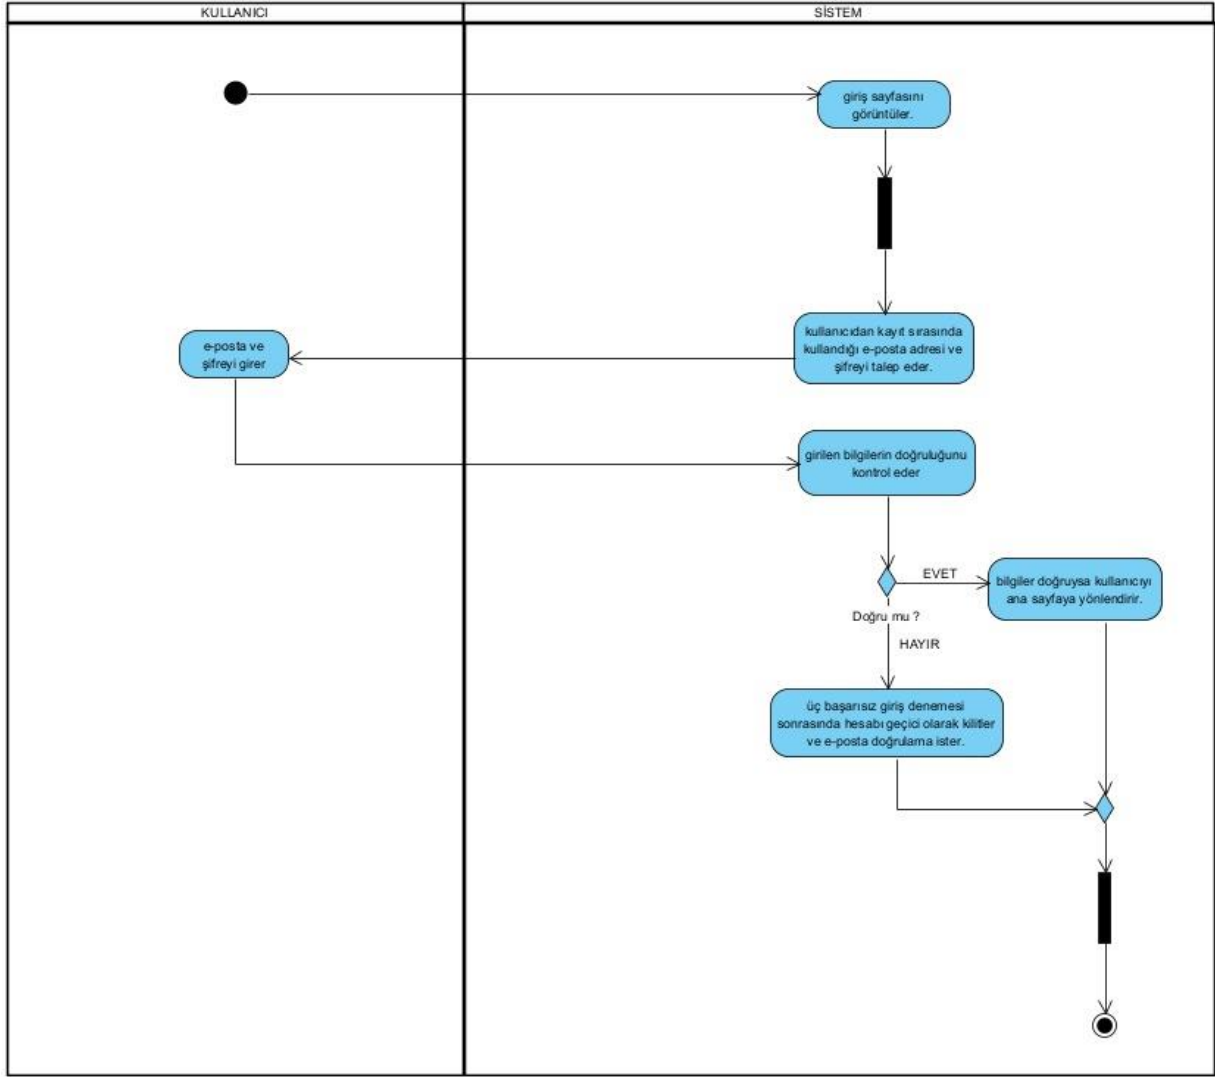 KULLANICI
SİSTEM
giriş sayfasını
görüntüler.
kullanıcıdan kayıt sırasında
kullandığı e-posta adresi ve
şifreyi talep eder.
e-posta ve
şifreyi girer
girilen bilgilerin doğruluğunu
kontrol eder
EVET
bilgiler doğruysa kullanıcıyı
ana sayfaya yönlendirir.
Doğru mu ?
HAYIR
üç başarısız giriş denemesi
sonrasında hesabı geçici olarak kilitler
ve e-posta doğrulama ister.